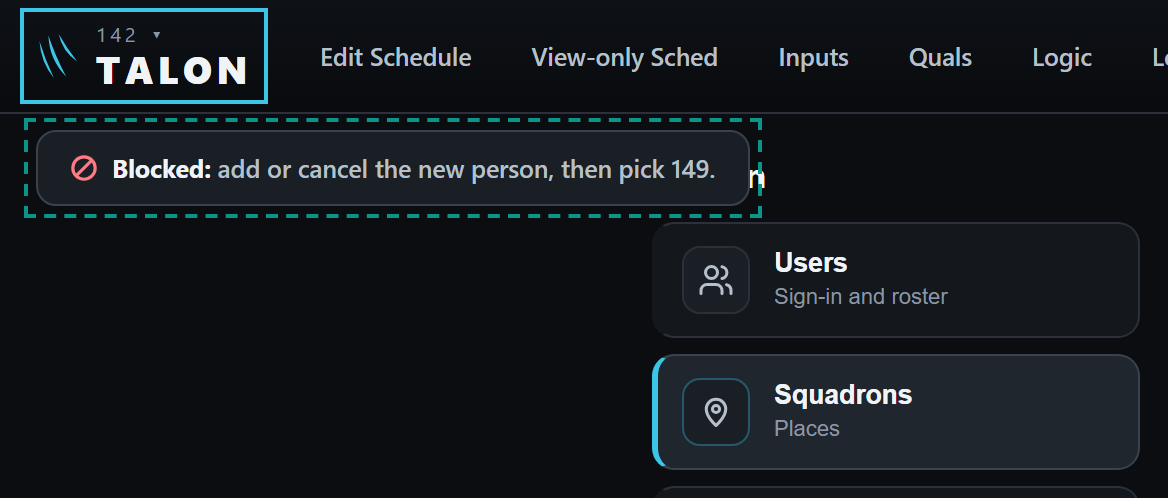 142 ▾
TALON
Edit Schedule
View-only Sched
Inputs
Quals
Logic
Blocked: add or cancel the new person, then pick 149.
Users
Sign-in and roster
Squadrons
Places